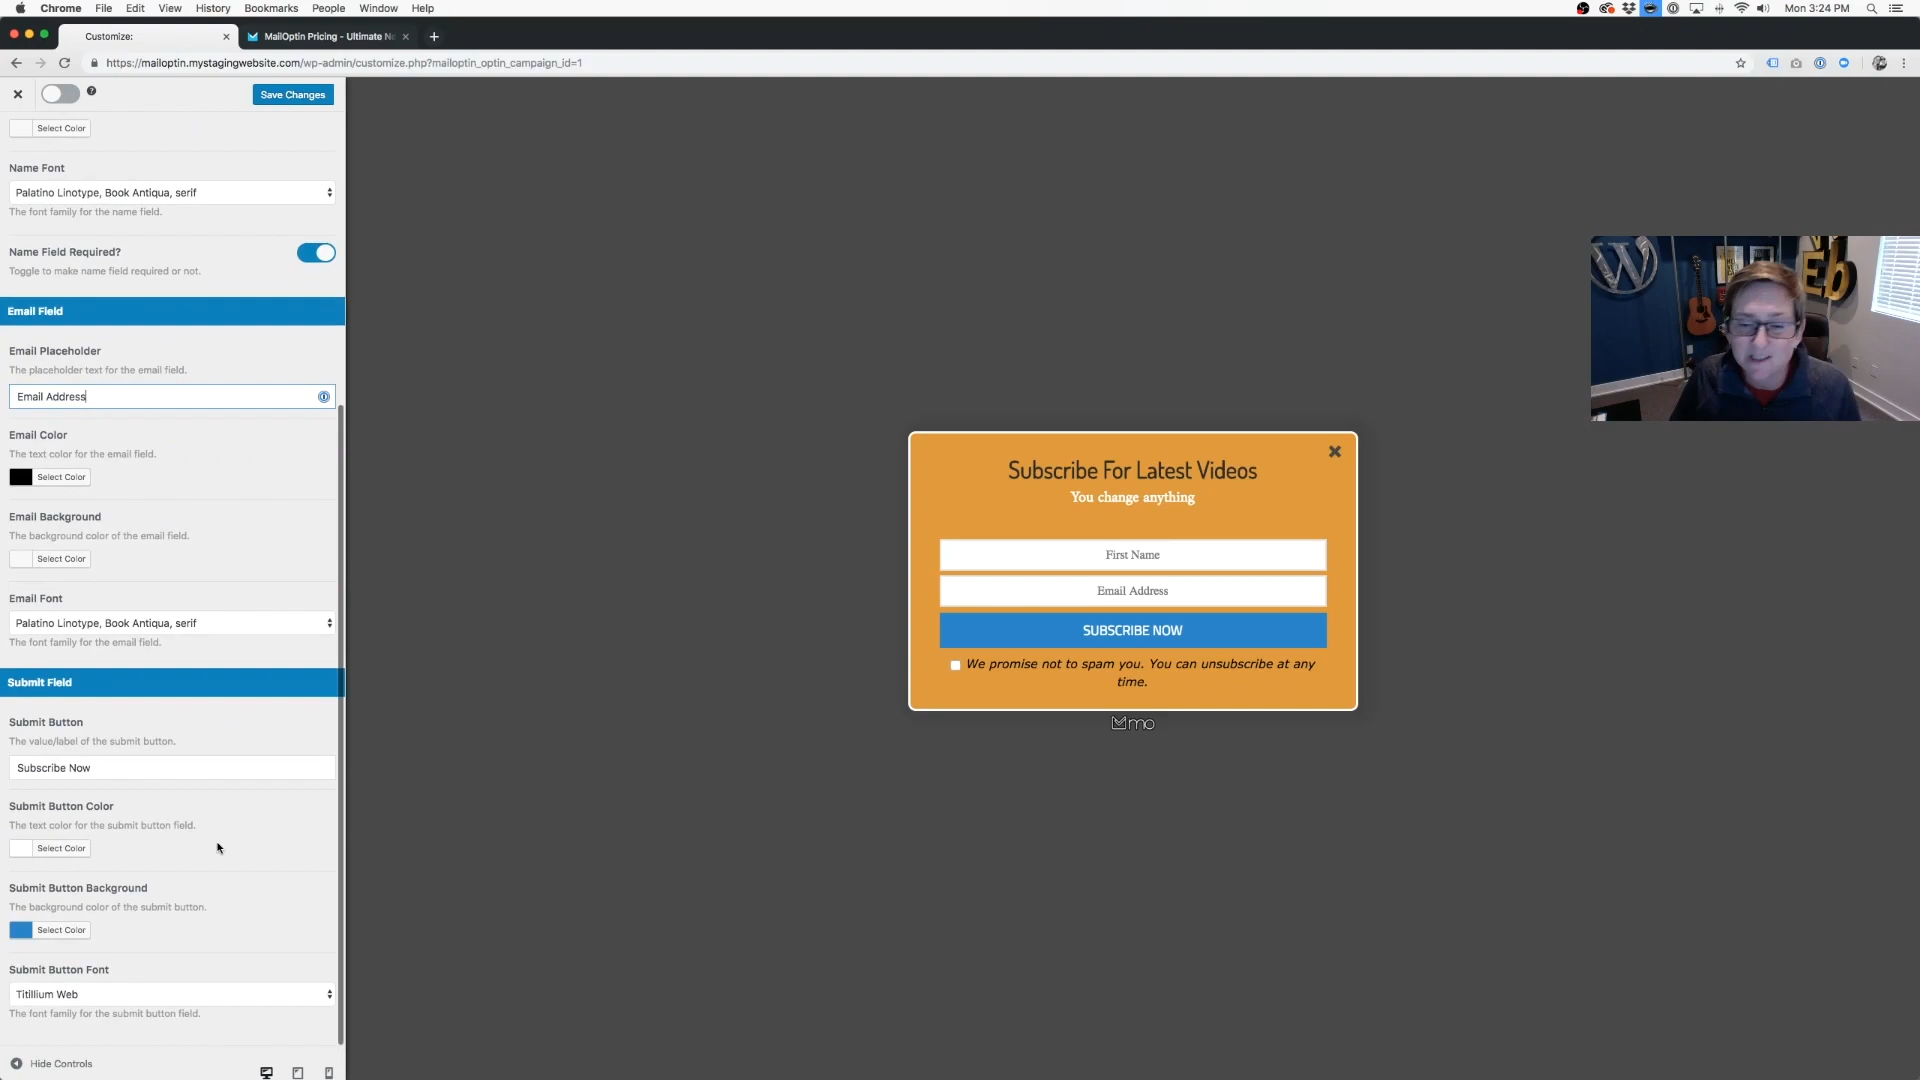 Chrome File Edit View History Bookmarks People Window Help Mon 3:24 PM
Customize:
MailOptin Pricing - Ultimate
https://mailoptin.mystagingwebsite.com/wp-admin/customize.php?mailoptin_optin_campaign_id=1
Save Changes
Select Color
Name Font
Palatino Linotype, Book Antiqua, serif
The font family for the name field.
Name Field Required?
Toggle to make name field required or not.
Email Field
Email Placeholder
The placeholder text for the email field.
Email Address
Email Color
The text color for the email field.
Select Color
Email Background
The background color of the email field.
Select Color
Email Font
Palatino Linotype, Book Antiqua, serif
The font family for the email field.
Submit Field
Submit Button
The value/label of the submit button.
Subscribe Now
Submit Button Color
The text color for the submit button field.
Select Color
Submit Button Background
The background color of the submit button.
Select Color
Submit Button Font
Titillium Web
The font family for the submit button field.
Hide Controls
Subscribe For Latest Videos
You change anything
First Name
Email Address
SUBSCRIBE NOW
We promise not to spam you. You can unsubscribe at any
time.
mo
W
Eb